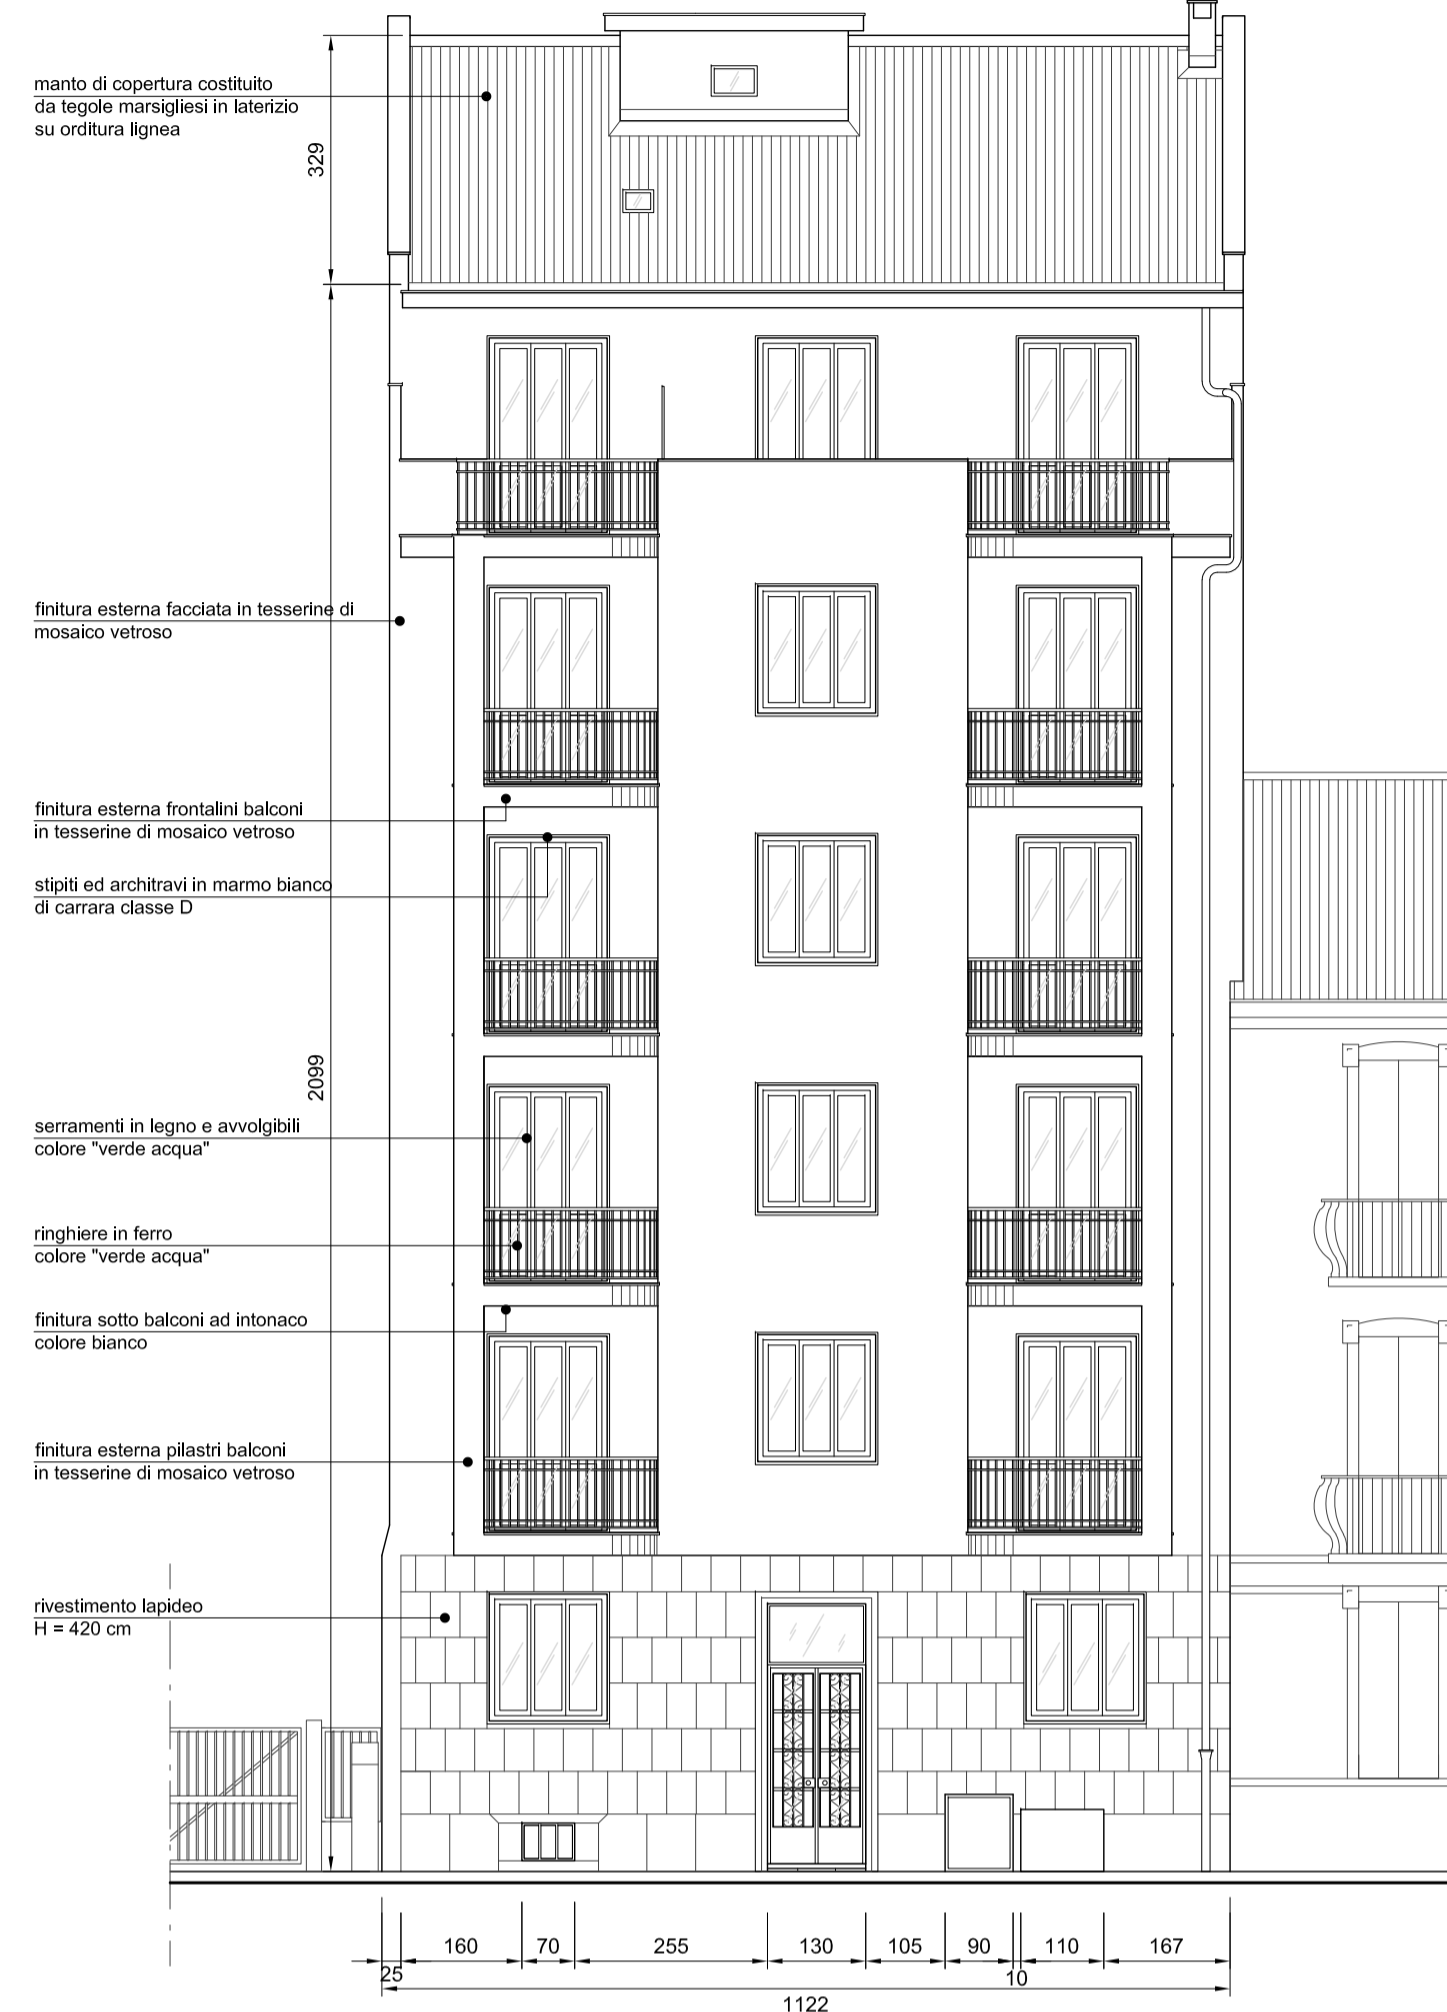 manto di copertura costituito
da tegole marsigliesi in laterizio
su orditura lignea
329
finitura esterna facciata in tesserine di
mosaico vetroso
finitura esterna frontalini balconi
in tesserine di mosaico vetroso
stipiti ed architravi in marmo bianco
di carrara classe D
2099
serramenti in legno e avvolgibili
colore "verde acqua"
ringhiere in ferro
colore "verde acqua"
finitura sotto balconi ad intonaco
colore bianco
finitura esterna pilastri balconi
in tesserine di mosaico vetroso
rivestimento lapideo
H = 420 cm
160 70 255 130 105 90 110 167
25 10
1122